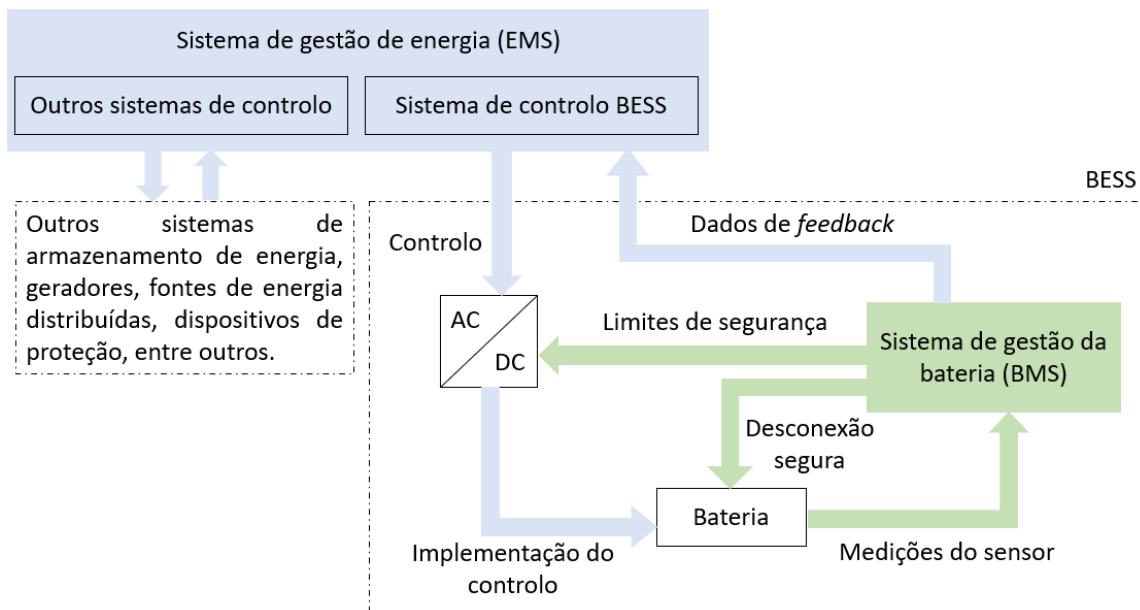 Sistema de gestão de energia (EMS)
Outros sistemas de controlo
Sistema de controlo BESS
BESS
Outros sistemas de
armazenamento de energia,
geradores, fontes de energia
distribuídas, dispositivos de
proteção, entre outros.
Dados de feedback
Controlo
AC
DC
Limites de segurança
Sistema de gestão da
bateria (BMS)
Desconexão
segura
Bateria
Implementação do
controlo
Medições do sensor